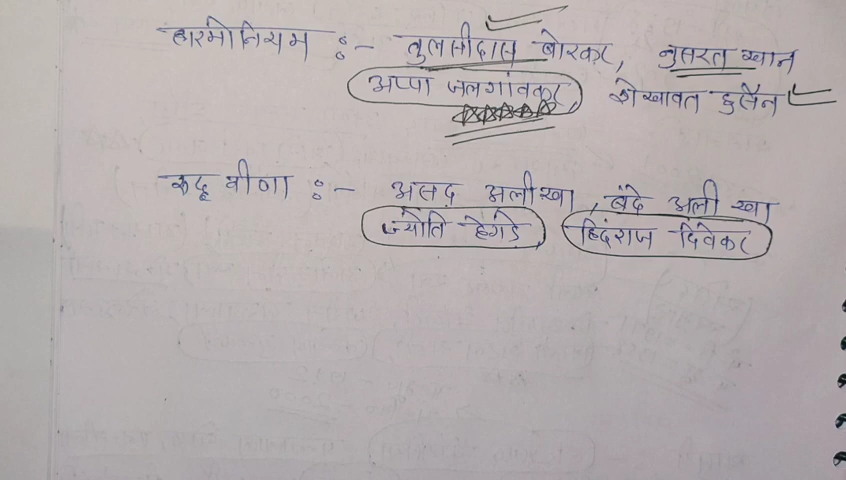 हारमोनियम :- तुलसीदास बोरकर, नुसरत खान
अप्पा जलगांवकर, शेखावत हुसैन
रूद्र वीणा :- असद अली खा, बंदे अली खा
ज्योति हेगडे, हिंदराज दिवेकर